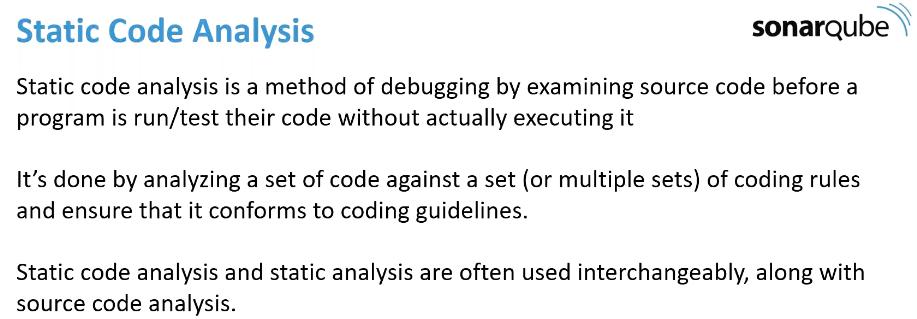 Static Code Analysis
sonarqube
Static code analysis is a method of debugging by examining source code before a
program is run/test their code without actually executing it
It's done by analyzing a set of code against a set (or multiple sets) of coding rules
and ensure that it conforms to coding guidelines.
Static code analysis and static analysis are often used interchangeably, along with
source code analysis.